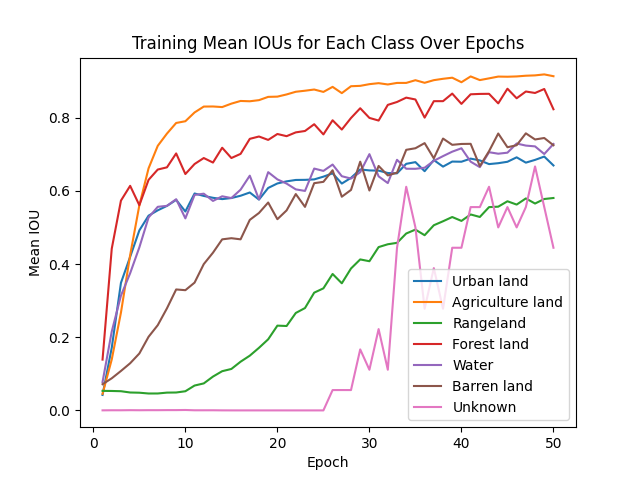 Training Mean IOUs for Each Class Over Epochs
Mean IOU
0.8
0.6
0.4
0.2
0.0
0
10
20
30
40
50
Epoch
Urban land
Agriculture land
Rangeland
Forest land
Water
Barren land
Unknown